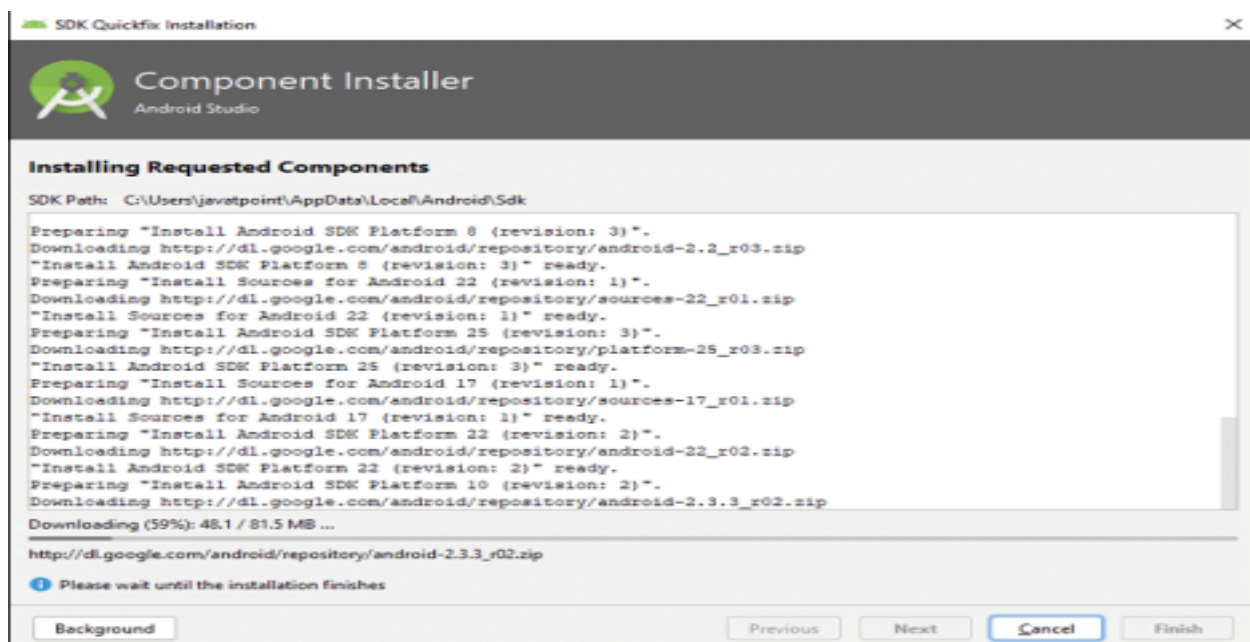 SDK Quickfix Installation
Component Installer
Android Studio
Installing Requested Components
SDK Path: C:\Users\javatpoint\AppData\Local\Android\Sdk
Preparing "Install Android SDK Platform 8 (revision: 3)".
Downloading http://dl.google.com/android/repository/android-2.2_r03.zip
"Install Android SDK Platform 8 (revision: 3)" ready.
Preparing "Install Sources for Android 22 (revision: 1)".
Downloading http://dl.google.com/android/repository/sources-22_r01.zip
"Install Sources for Android 22 (revision: 1)" ready.
Preparing "Install Android SDK Platform 25 (revision: 3)".
Downloading http://dl.google.com/android/repository/platform-25_r03.zip
"Install Android SDK Platform 25 (revision: 3)" ready.
Preparing "Install Sources for Android 17 (revision: 1)".
Downloading http://dl.google.com/android/repository/sources-17_r01.zip
"Install Sources for Android 17 (revision: 1)" ready.
Preparing "Install Android SDK Platform 22 (revision: 2)".
Downloading http://dl.google.com/android/repository/android-22_r02.zip
"Install Android SDK Platform 22 (revision: 2)" ready.
Preparing "Install Android SDK Platform 10 (revision: 2)".
Downloading http://dl.google.com/android/repository/android-2.3.3_r02.zip
Downloading (59%): 48.1 / 81.5 MB ...
http://dl.google.com/android/repository/android-2.3.3_r02.zip
Please wait until the installation finishes
Background Previous Next Cancel Finish